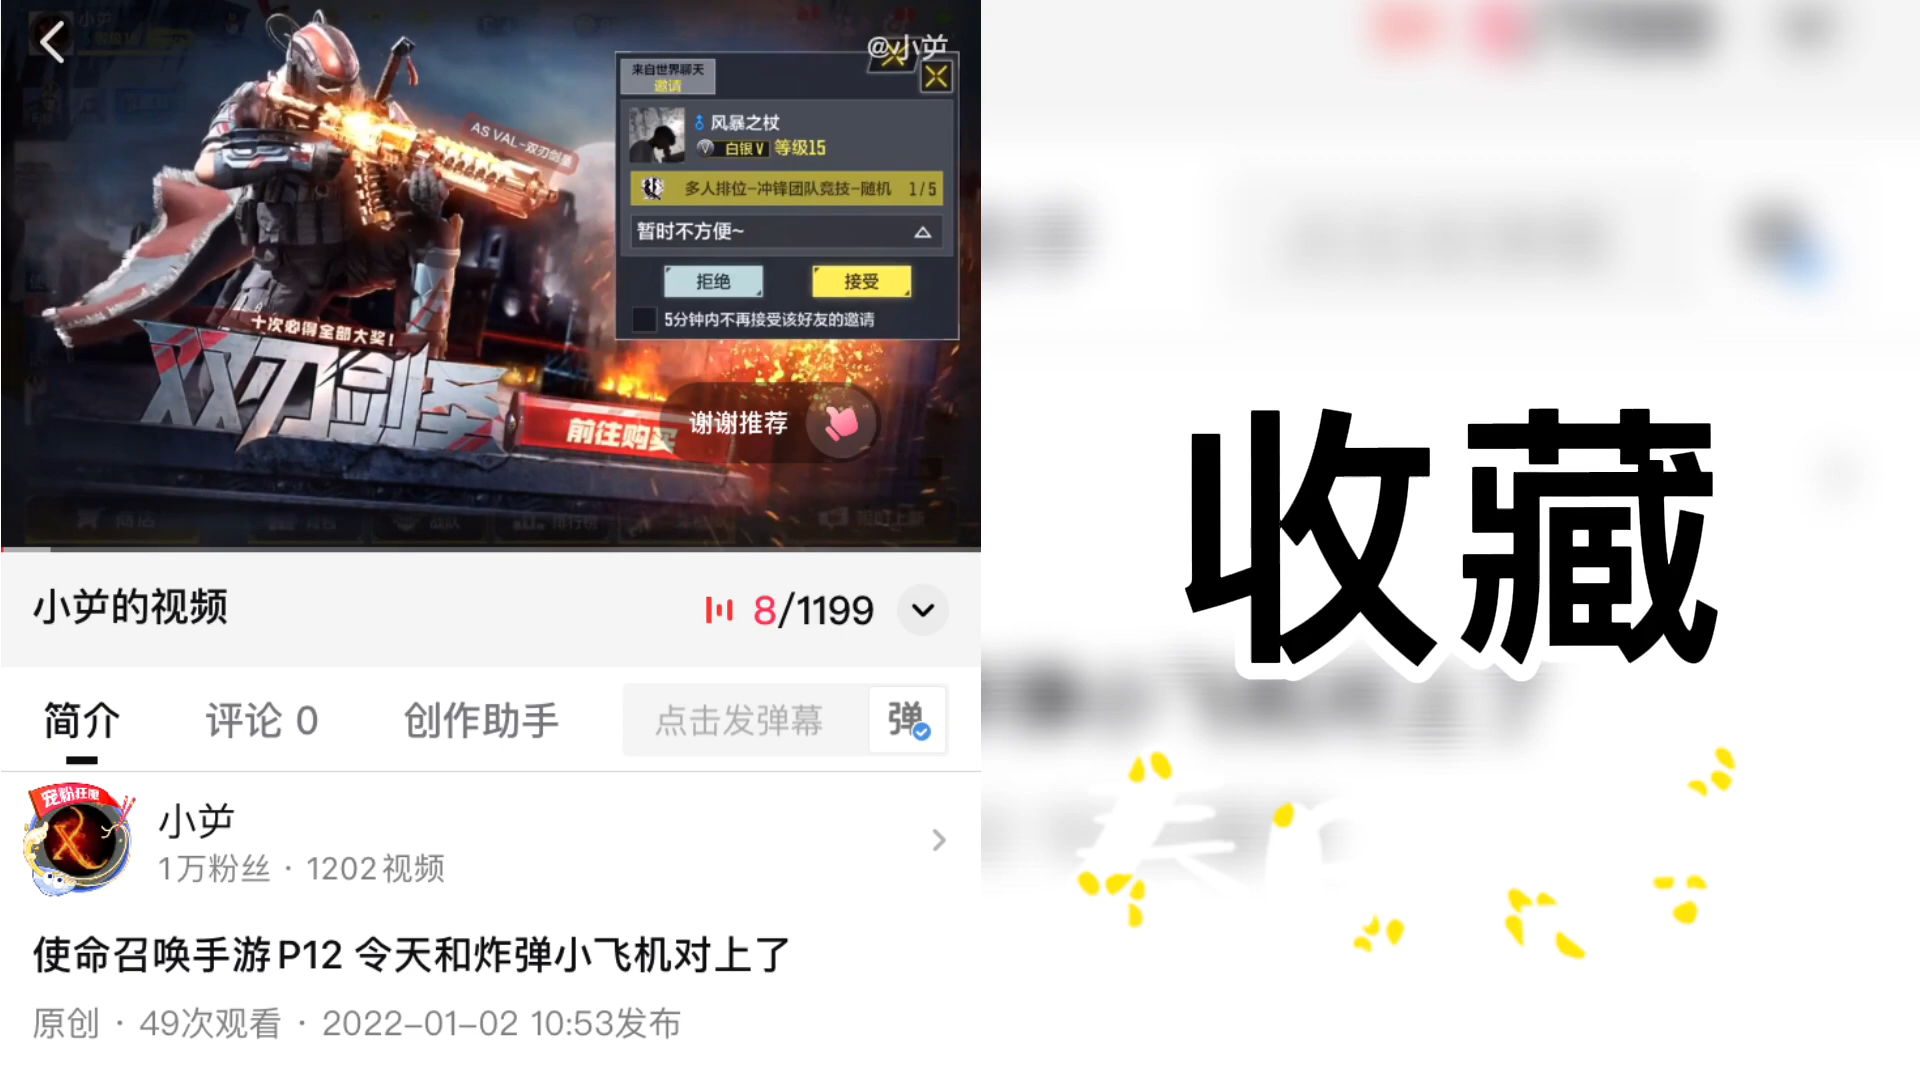 @小屰
来自世界聊天
邀请
风暴之杖
白银V 等级15
多人排位-冲锋团队竞技-随机 1/5
暂时不方便~
拒绝
接受
5分钟内不再接受该好友的邀请
AS VAL-双刃剑圣
十次必得全部大奖!
双刃剑圣
前往购买
谢谢推荐
小屰的视频
8/1199
简介
评论 0
创作助手
点击发弹幕
弹
宠粉狂魔
小屰
1万粉丝 · 1202视频
使命召唤手游P12 令天和炸弹小飞机对上了
原创 · 49次观看 · 2022-01-02 10:53发布
收藏